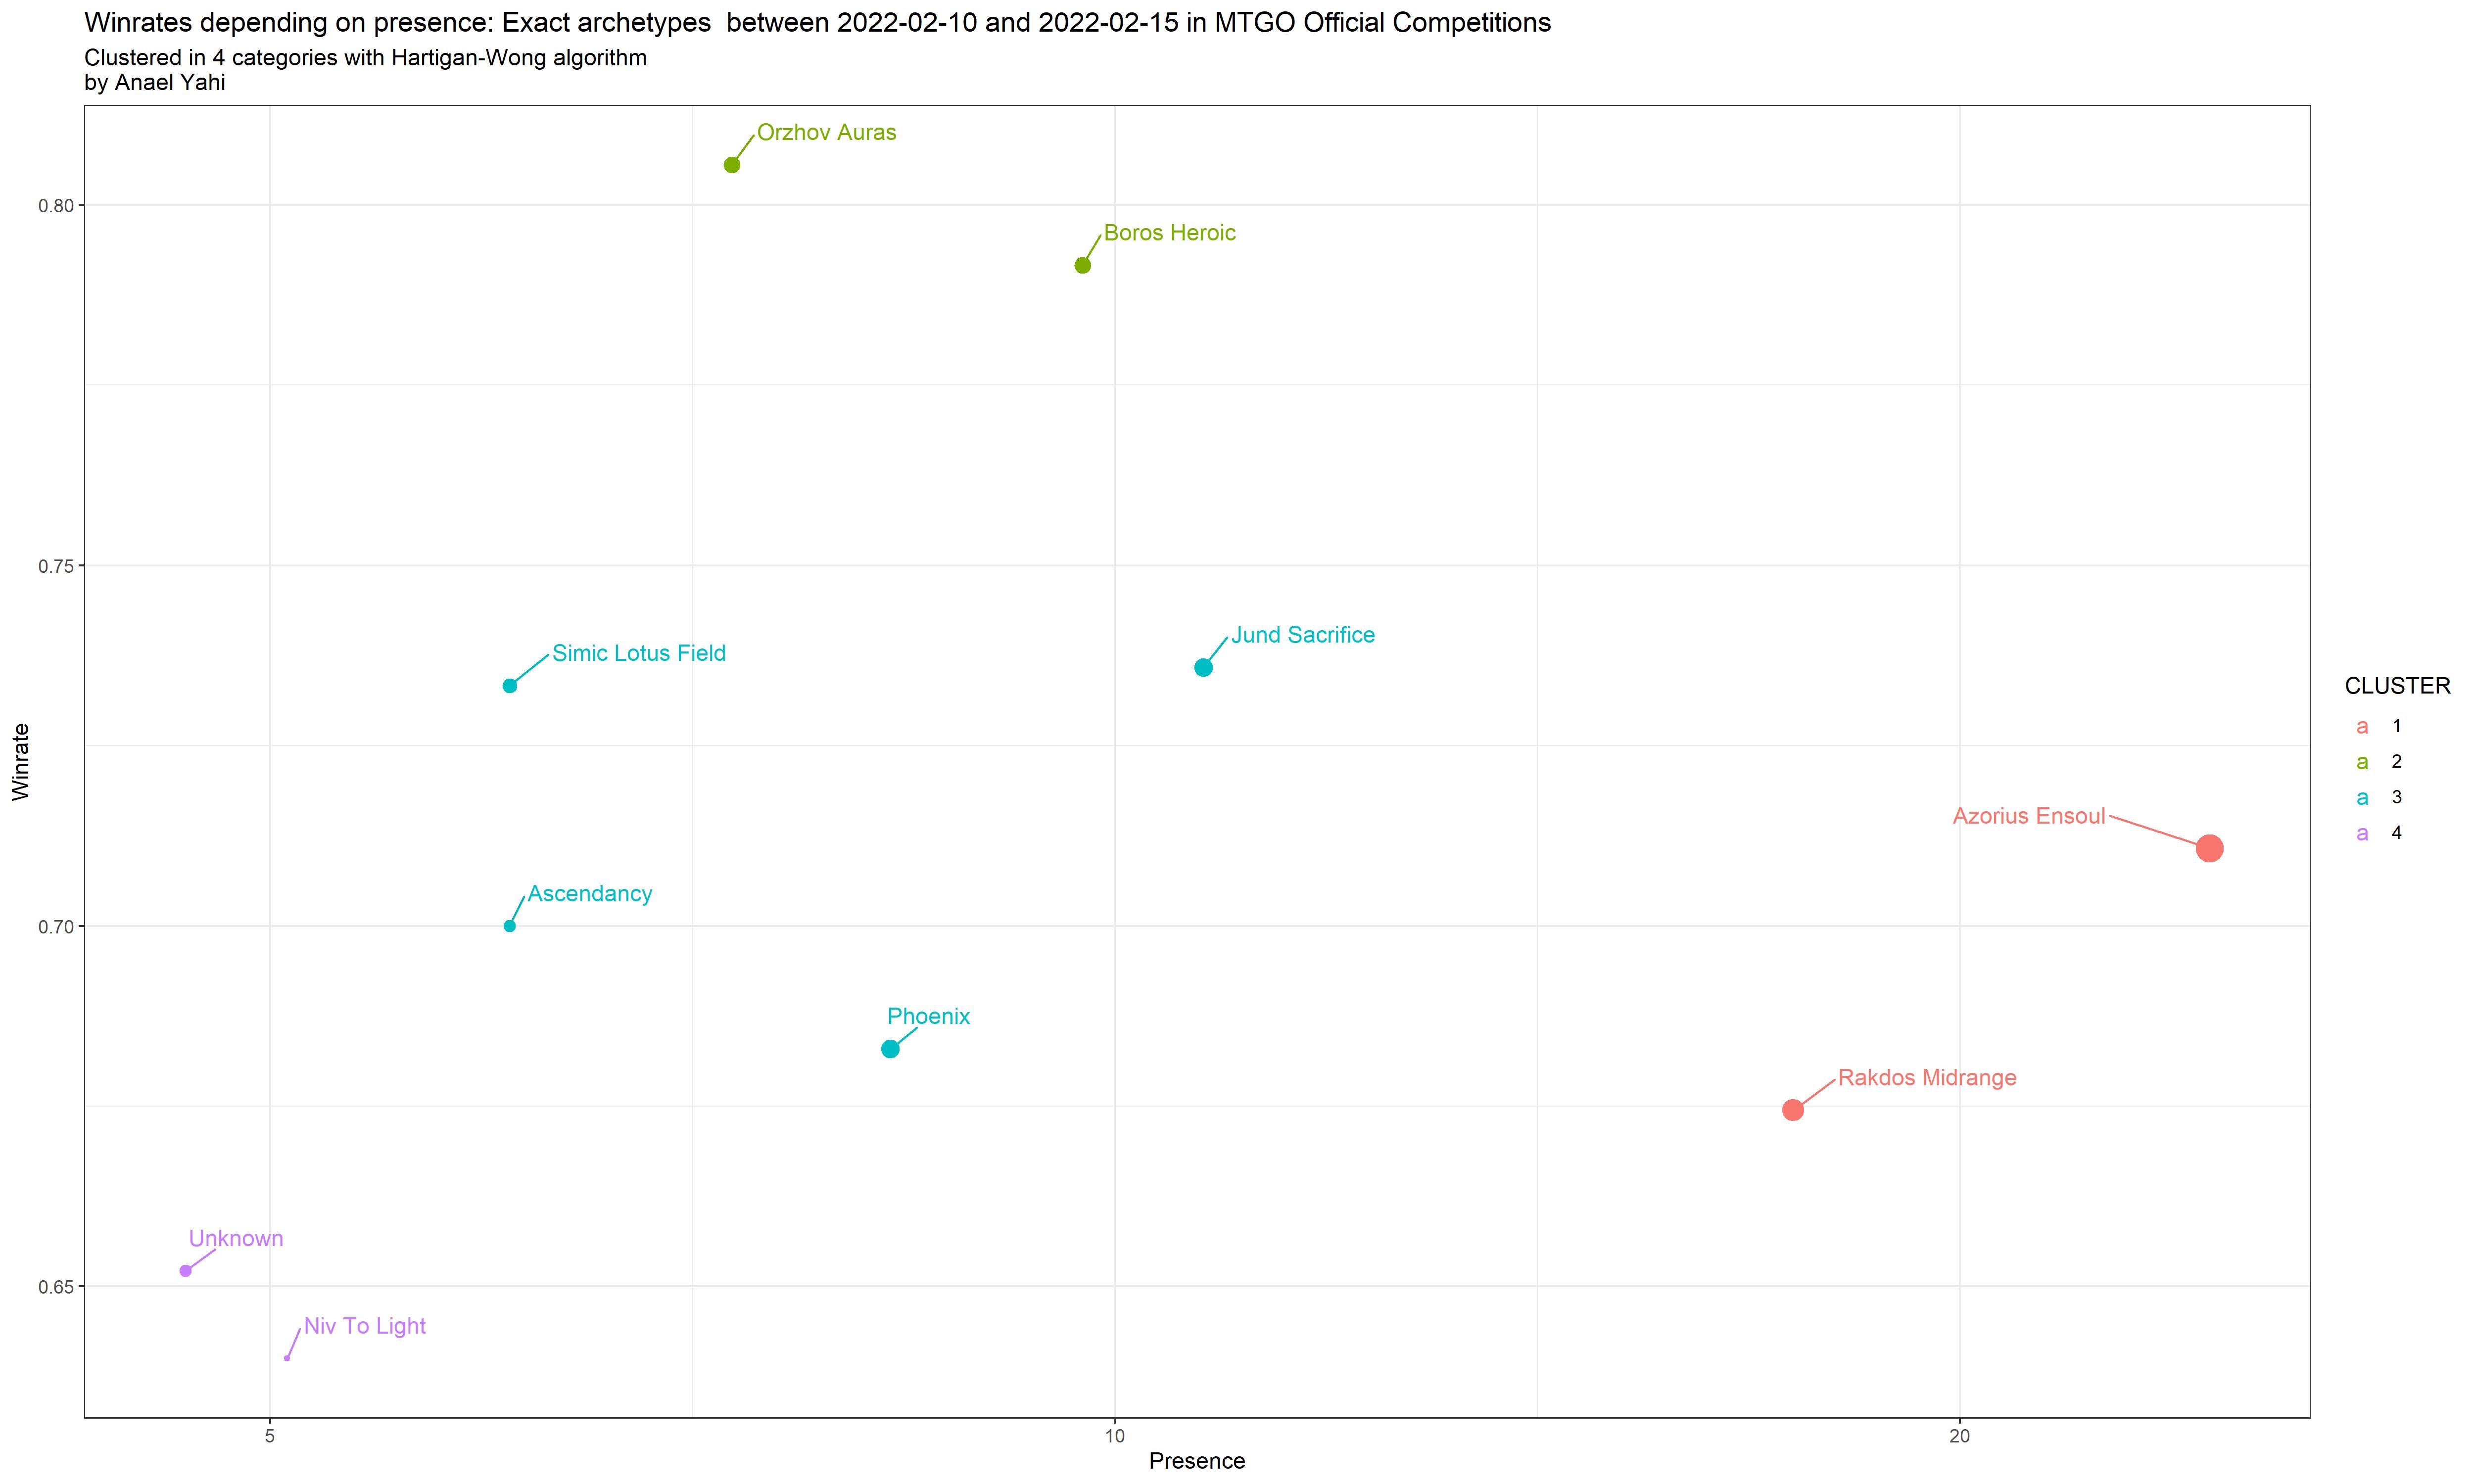 Winrates depending on presence: Exact archetypes  between 2022-02-10 and 2022-02-15 in MTGO Official Competitions
Clustered in 4 categories with Hartigan-Wong algorithm
by Anael Yahi
Orzhov Auras
0.80
Boros Heroic
0.75
Jund Sacrifice
Simic Lotus Field
CLUSTER
a 1
a 2
a 3
a 4
Winrate
Azorius Ensoul
Ascendancy
0.70
Phoenix
Rakdos Midrange
Unknown
0.65
Niv To Light
5
10
20
Presence